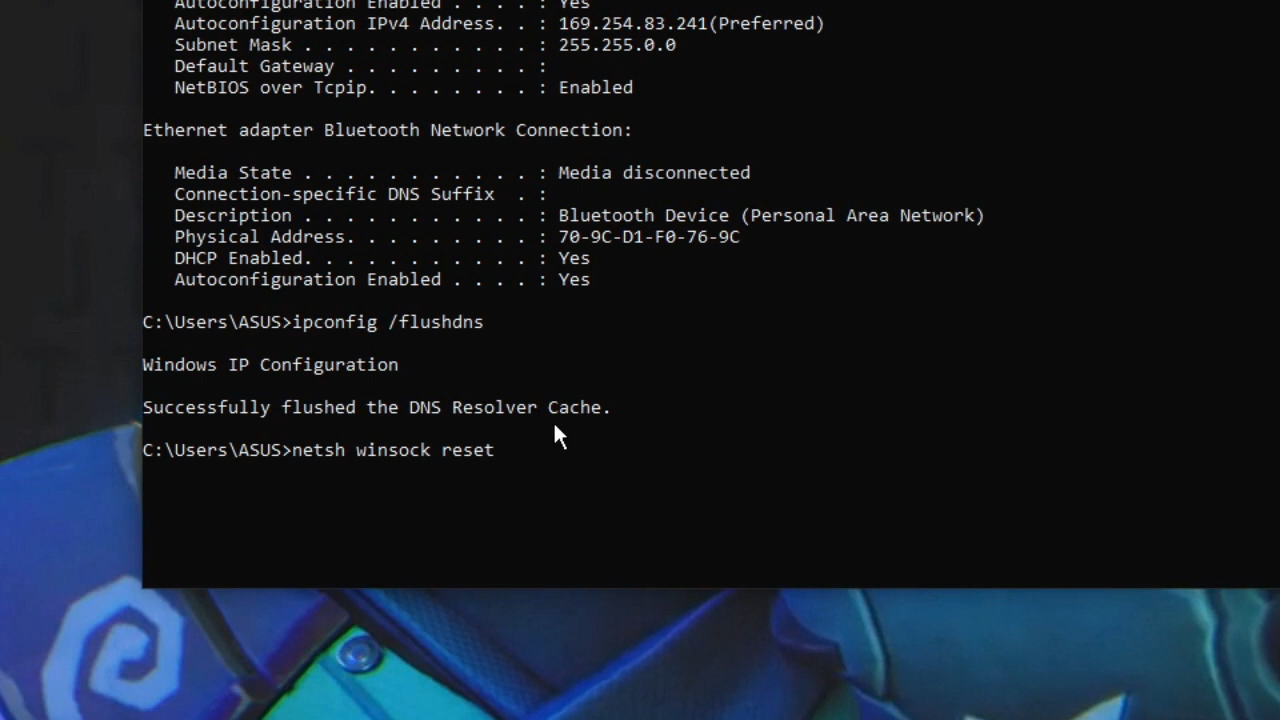 Autoconfiguration Enabled . . . . : Yes
Autoconfiguration IPv4 Address. . : 169.254.83.241(Preferred)
Subnet Mask . . . . . . . . . . . : 255.255.0.0
Default Gateway . . . . . . . . . :
NetBIOS over Tcpip. . . . . . . . : Enabled
Ethernet adapter Bluetooth Network Connection:
Media State . . . . . . . . . . . : Media disconnected
Connection-specific DNS Suffix  . :
Description . . . . . . . . . . . : Bluetooth Device (Personal Area Network)
Physical Address. . . . . . . . . : 70-9C-D1-F0-76-9C
DHCP Enabled. . . . . . . . . . . : Yes
Autoconfiguration Enabled . . . . : Yes
C:\Users\ASUS>ipconfig /flushdns
Windows IP Configuration
Successfully flushed the DNS Resolver Cache.
C:\Users\ASUS>netsh winsock reset